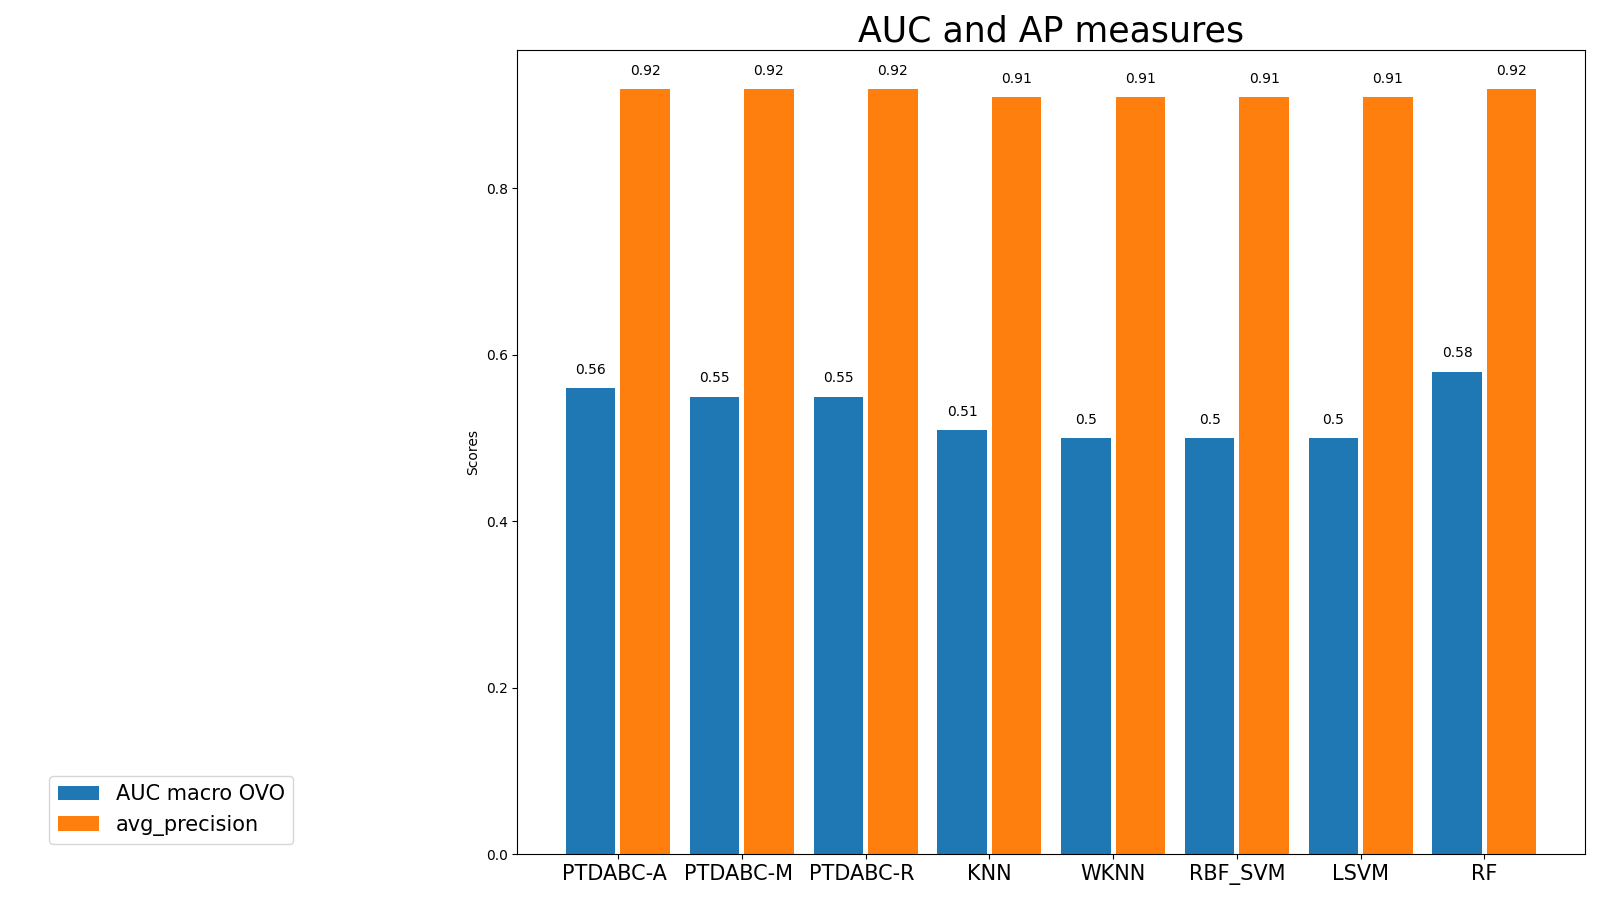 AUC and AP measures
0.92
0.92
0.92
0.91
0.91
0.91
0.91
0.92
0.56
0.55
0.55
0.51
0.5
0.5
0.5
0.58
Scores
0.8
0.6
0.4
0.2
0.0
PTDABC-A
PTDABC-M
PTDABC-R
KNN
WKNN
RBF_SVM
LSVM
RF
AUC macro OVO
avg_precision